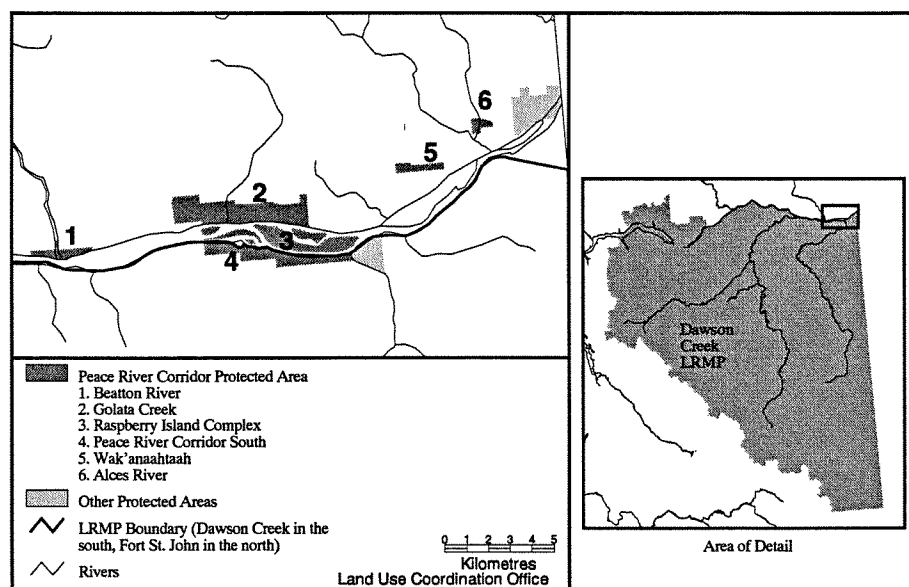 1
2
3
4
5
6
Peace River Corridor Protected Area
1. Beatton River
2. Golata Creek
3. Raspberry Island Complex
4. Peace River Corridor South
5. Wak'anaahtaah
6. Alces River
Other Protected Areas
LRMP Boundary (Dawson Creek in the
south, Fort St. John in the north)
Rivers
0 1 2 3 4 5
Kilometres
Land Use Coordination Office
Dawson
Creek
LRMP
Area of Detail